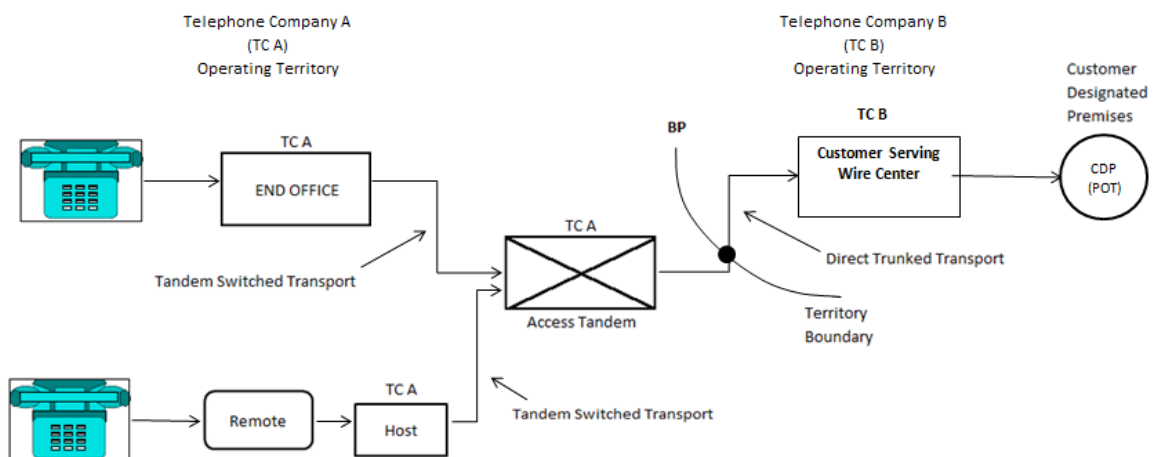 Telephone Company A
(TC A)
Operating Territory
Telephone Company B
(TC B)
Operating Territory
Customer
Designated
Premises
TC A
END OFFICE
BP
TC B
Customer Serving
Wire Center
CDP
(POT)
Tandem Switched Transport
TC A
Access Tandem
Direct Trunked Transport
Territory
Boundary
Remote
TC A
Host
Tandem Switched Transport